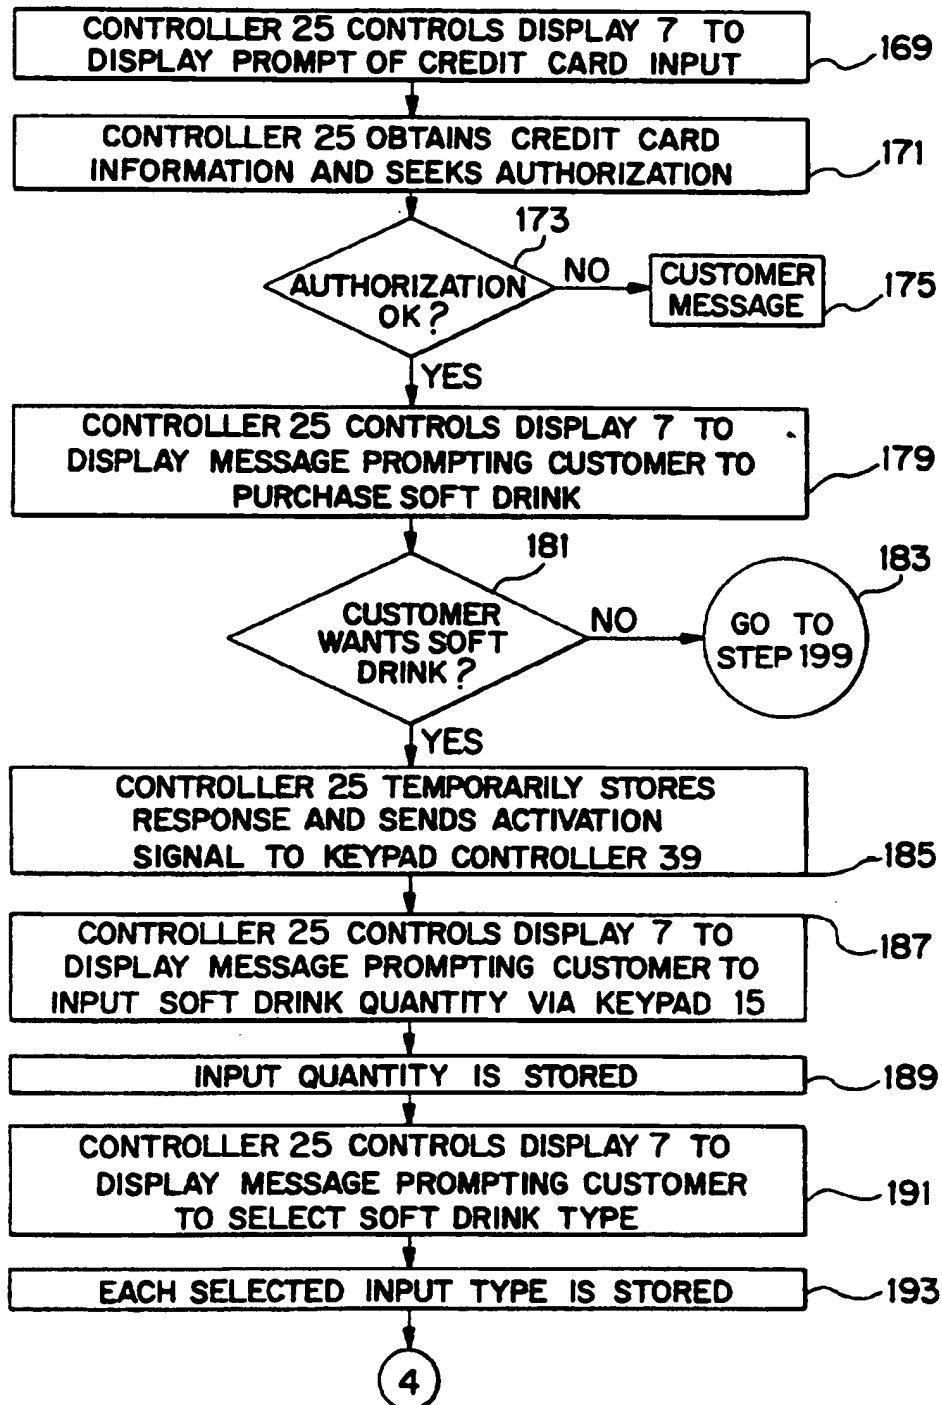 CONTROLLER 25 CONTROLS DISPLAY 7 TO
DISPLAY PROMPT OF CREDIT CARD INPUT
169
CONTROLLER 25 OBTAINS CREDIT CARD
INFORMATION AND SEEKS AUTHORIZATION
171
173
AUTHORIZATION
OK?
NO
CUSTOMER
MESSAGE
175
YES
CONTROLLER 25 CONTROLS DISPLAY 7 TO
DISPLAY MESSAGE PROMPTING CUSTOMER TO
PURCHASE SOFT DRINK
179
181
CUSTOMER
WANTS SOFT
DRINK?
NO
183
GO TO
STEP 199
YES
CONTROLLER 25 TEMPORARILY STORES
RESPONSE AND SENDS ACTIVATION
SIGNAL TO KEYPAD CONTROLLER 39
185
CONTROLLER 25 CONTROLS DISPLAY 7 TO
DISPLAY MESSAGE PROMPTING CUSTOMER TO
INPUT SOFT DRINK QUANTITY VIA KEYPAD 15
187
INPUT QUANTITY IS STORED
189
CONTROLLER 25 CONTROLS DISPLAY 7 TO
DISPLAY MESSAGE PROMPTING CUSTOMER
TO SELECT SOFT DRINK TYPE
191
EACH SELECTED INPUT TYPE IS STORED
193
4